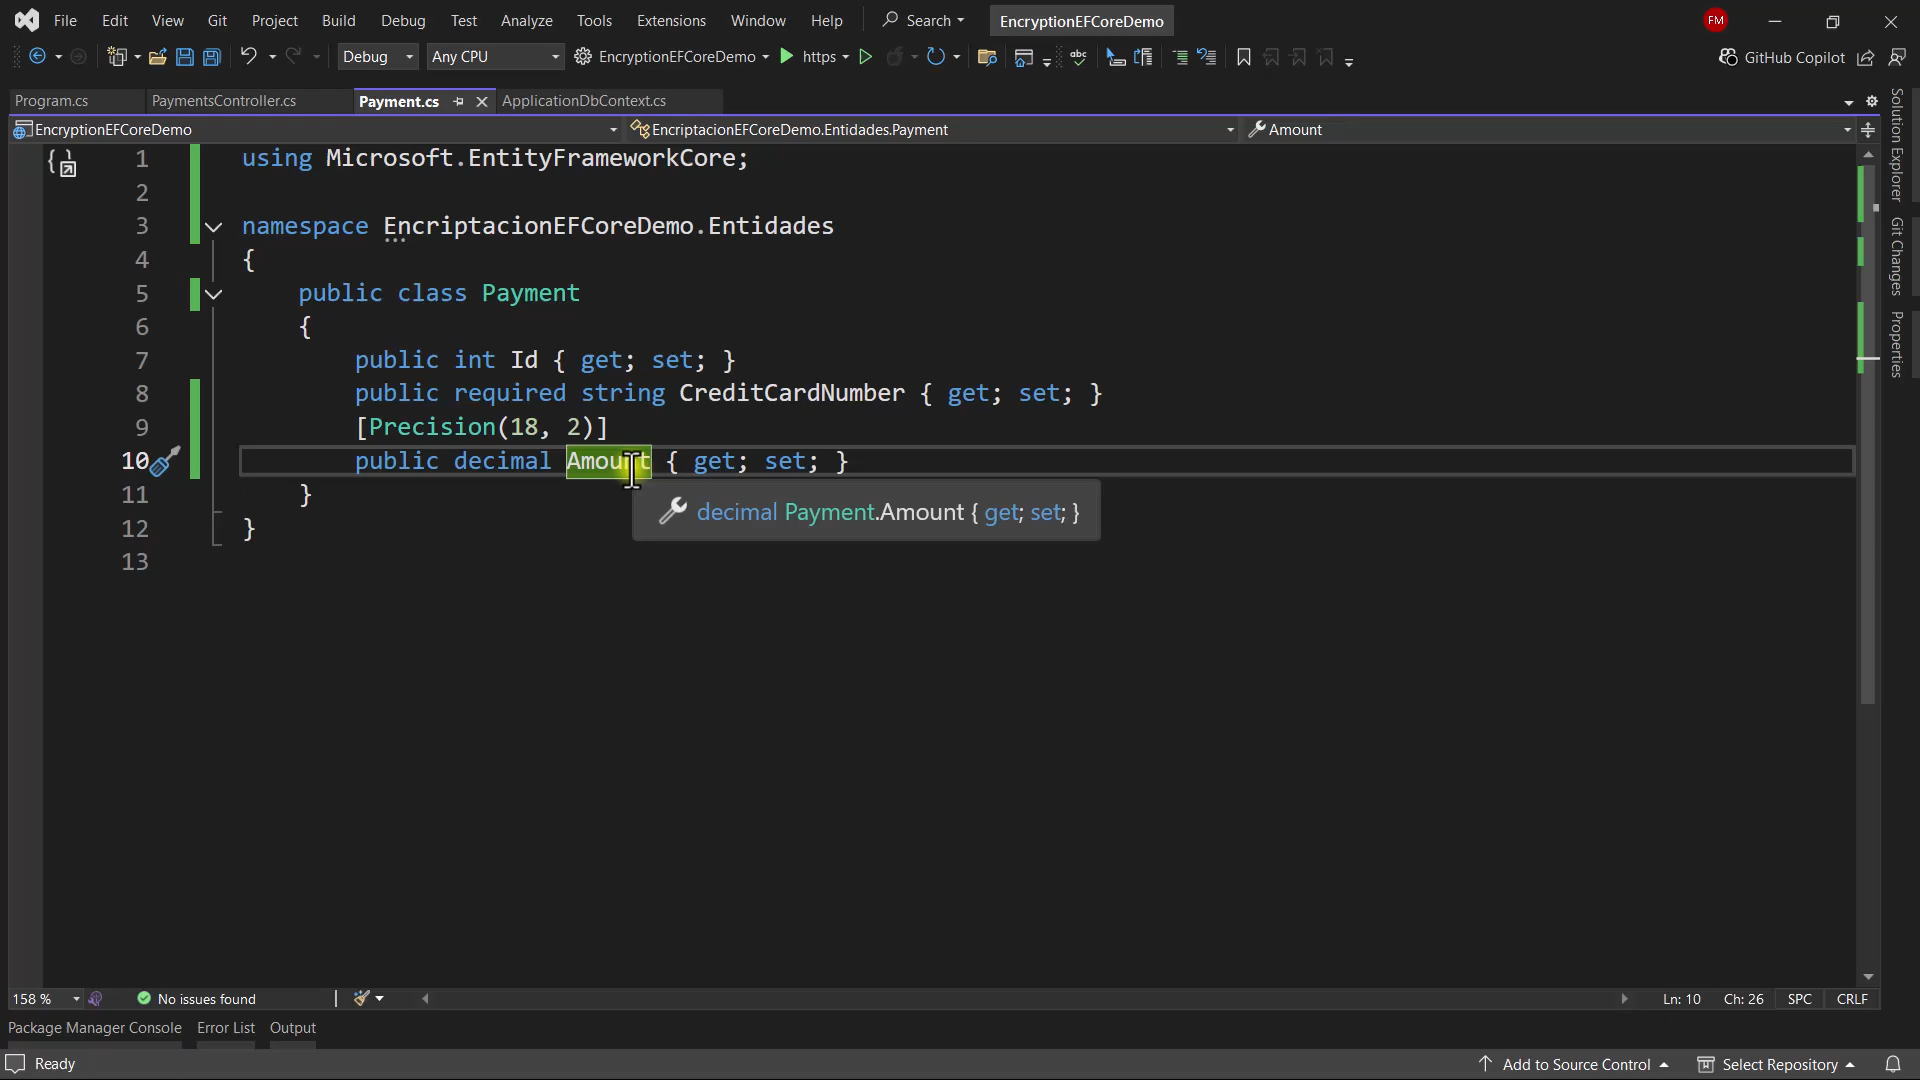 File Edit View Git Project Build Debug Test Analyze Tools Extensions Window Help Search EncryptionEFCoreDemo FM
Debug Any CPU EncryptionEFCoreDemo https abc GitHub Copilot
Program.cs PaymentsController.cs Payment.cs ApplicationDbContext.cs
EncryptionEFCoreDemo EncriptacionEFCoreDemo.Entidades.Payment Amount
1 using Microsoft.EntityFrameworkCore;
2
3 namespace EncriptacionEFCoreDemo.Entidades
4 {
5 public class Payment
6 {
7 public int Id { get; set; }
8 public required string CreditCardNumber { get; set; }
9 [Precision(18, 2)]
10 public decimal Amount { get; set; }
11 }
decimal Payment.Amount { get; set; }
12 }
13
Solution Explorer
Git Changes
Properties
158 % No issues found Ln: 10 Ch: 26 SPC CRLF
Package Manager Console Error List Output
Ready Add to Source Control Select Repository